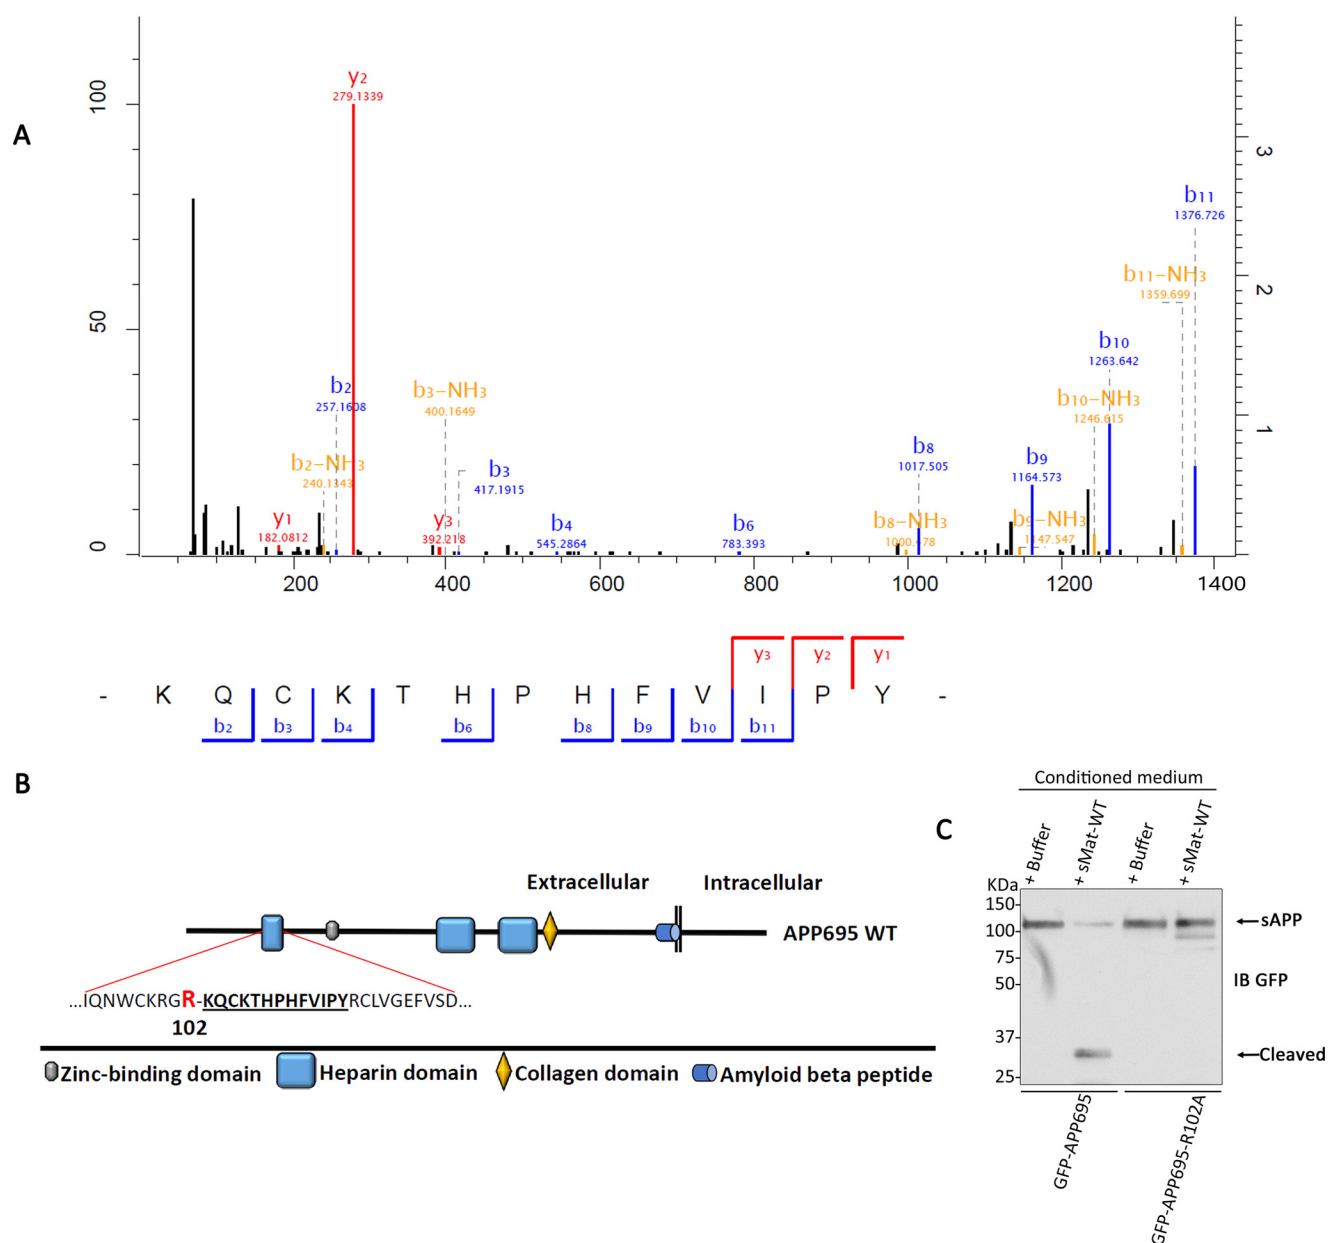 A
100
50
0
3
2
1
y2
279.1339
b11
1376.726
b11-NH3
1359.699
b10
1263.642
b10-NH3
1246.615
b2
257.1608
b3-NH3
400.1649
b2-NH3
240.1343
b3
417.1915
b8
1017.505
b9
1164.573
y1
182.0812
y3
392.218
b4
545.2864
b6
783.393
b8-NH3
1000.478
b9-NH3
1147.547
200 400 600 800 1000 1200 1400
y3 y2 y1
- K Q C K T H P H F V I P Y -
b2 b3 b4 b6 b8 b9 b10 b11
B
Extracellular Intracellular
APP695 WT
...IQNWCKRGR-KQCKTHPHFVIPYRCLVGEFVSD...
102
Zinc-binding domain Heparin domain Collagen domain Amyloid beta peptide
C
Conditioned medium
+ Buffer
+ sMat-WT
+ Buffer
+ sMat-WT
KDa
150
100
75
50
37
25
←sAPP
IB GFP
←Cleaved
GFP-APP695
GFP-APP695-R102A